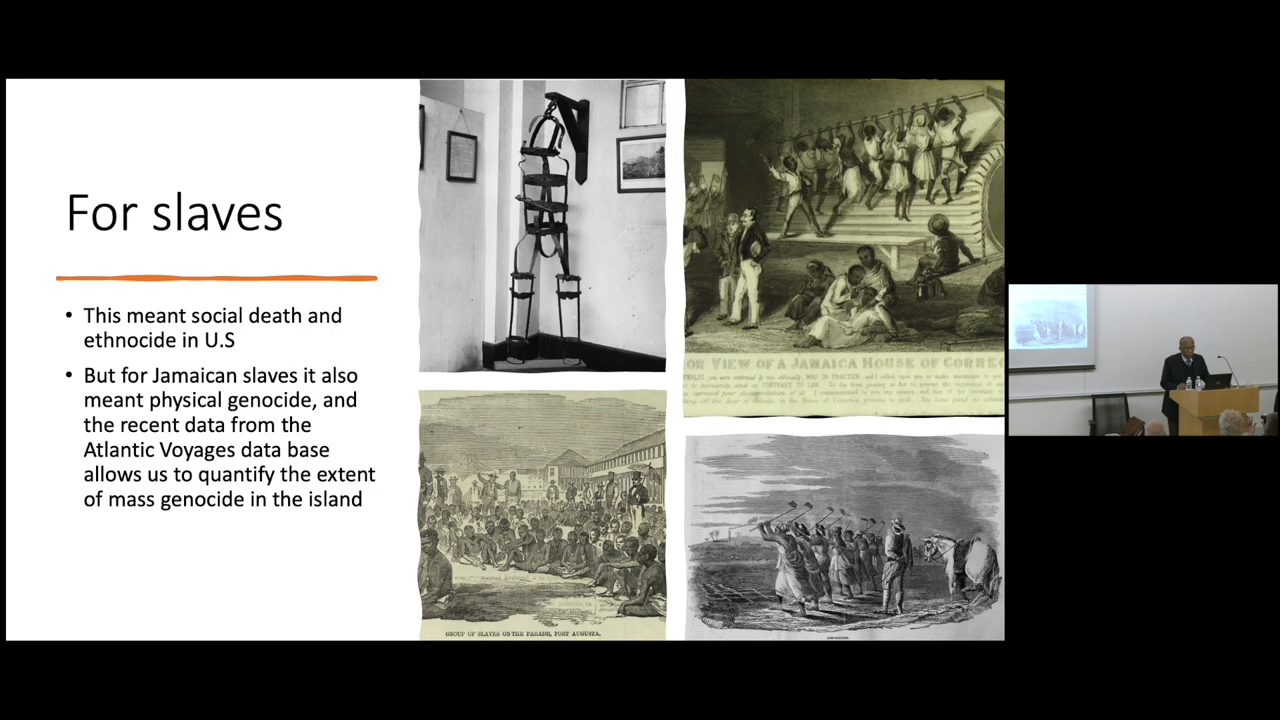 For slaves
• This meant social death and
ethnocide in U.S
• But for Jamaican slaves it also
meant physical genocide, and
the recent data from the
Atlantic Voyages data base
allows us to quantify the extent
of mass genocide in the island
OR VIEW OF A JAMAICA HOUSE OF CORREC
GROUP OF SLAVES ON THE PARADE, FORT AUGUSTA.